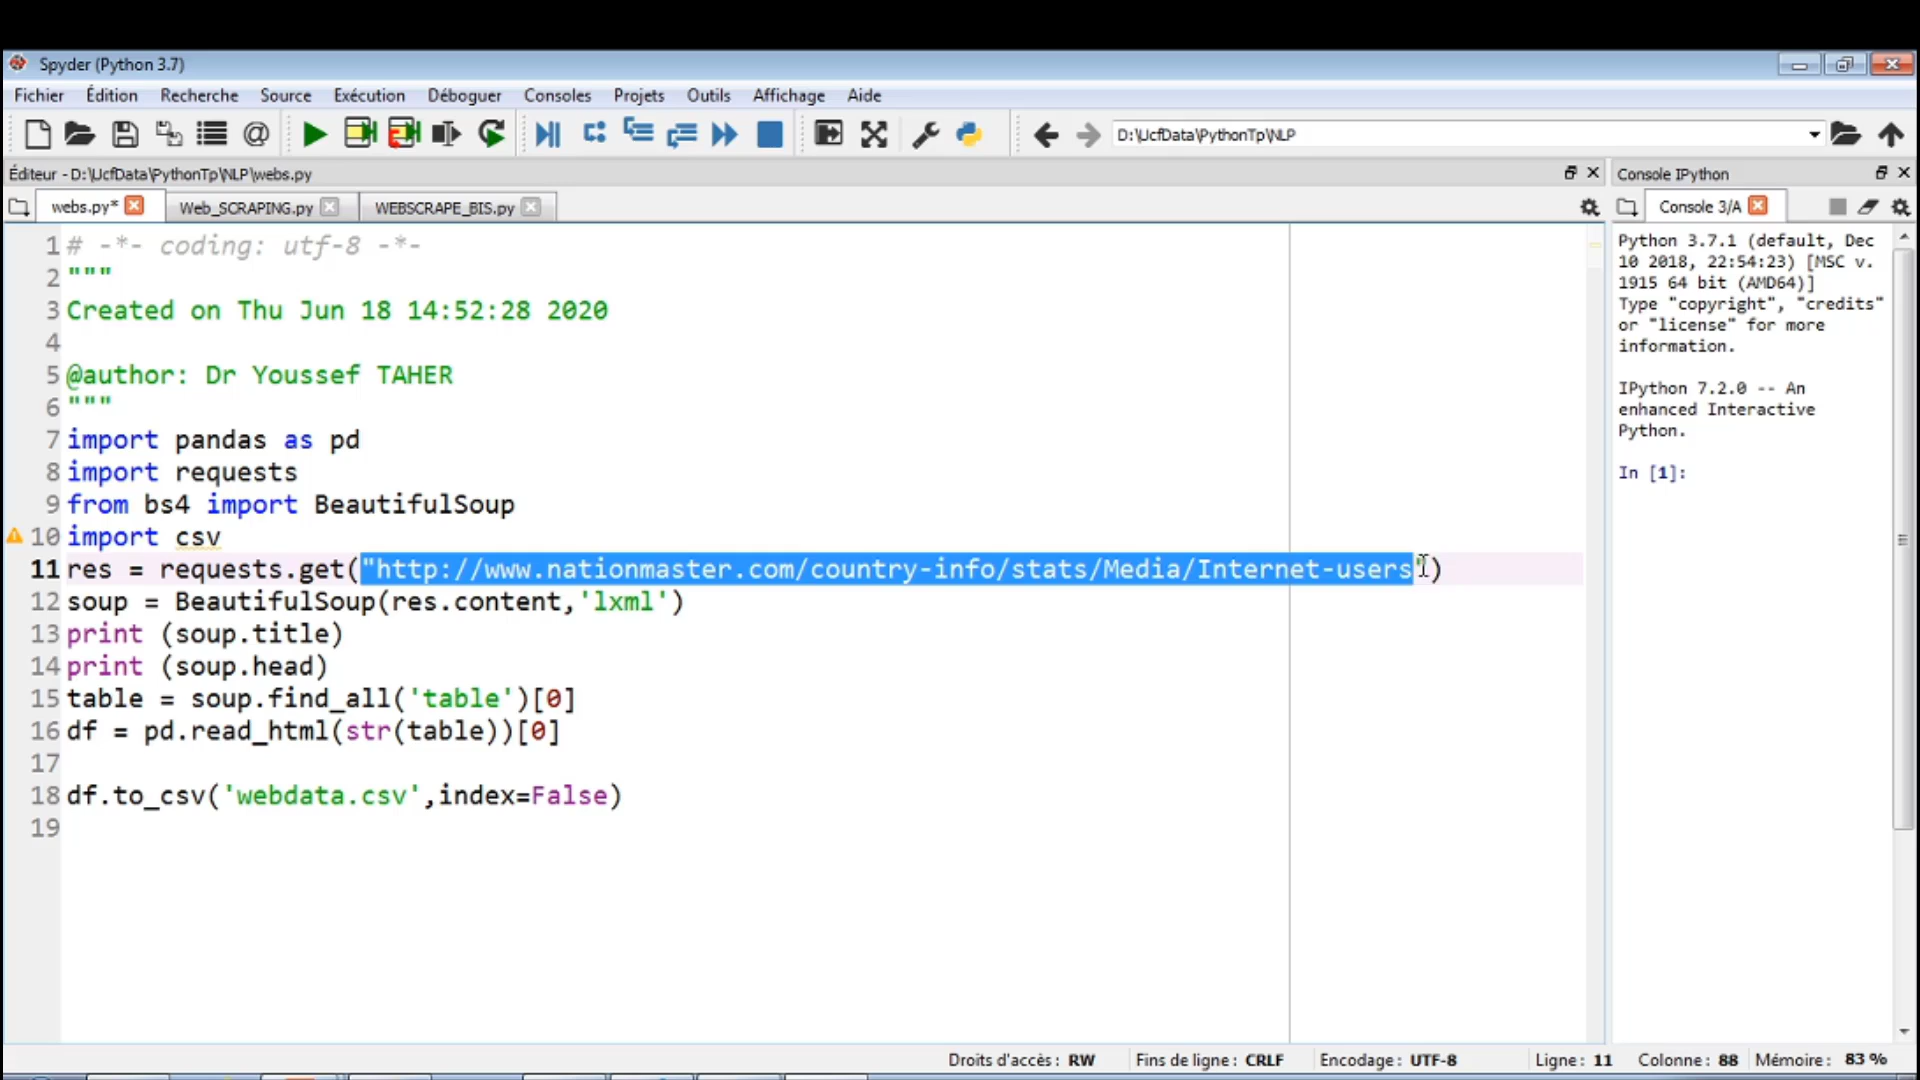 Spyder (Python 3.7)
Fichier Édition Recherche Source Exécution Déboguer Consoles Projets Outils Affichage Aide
D:\UcfData\PythonTp\NLP
Éditeur - D:\UcfData\PythonTp\NLP\webs.py
webs.py* Web_SCRAPING.py WEBSCRAPE_BIS.py
1 # -*- coding: utf-8 -*-
2 """
3 Created on Thu Jun 18 14:52:28 2020
4
5 @author: Dr Youssef TAHER
6 """
7 import pandas as pd
8 import requests
9 from bs4 import BeautifulSoup
10 import csv
11 res = requests.get("http://www.nationmaster.com/country-info/stats/Media/Internet-users")
12 soup = BeautifulSoup(res.content,'lxml')
13 print (soup.title)
14 print (soup.head)
15 table = soup.find_all('table')[0]
16 df = pd.read_html(str(table))[0]
17
18 df.to_csv('webdata.csv',index=False)
19
Console IPython
Console 3/A
Python 3.7.1 (default, Dec
10 2018, 22:54:23) [MSC v.
1915 64 bit (AMD64)]
Type "copyright", "credits"
or "license" for more
information.
IPython 7.2.0 -- An
enhanced Interactive
Python.
In [1]:
Droits d'accès : RW Fins de ligne : CRLF Encodage : UTF-8 Ligne : 11 Colonne : 88 Mémoire : 83 %